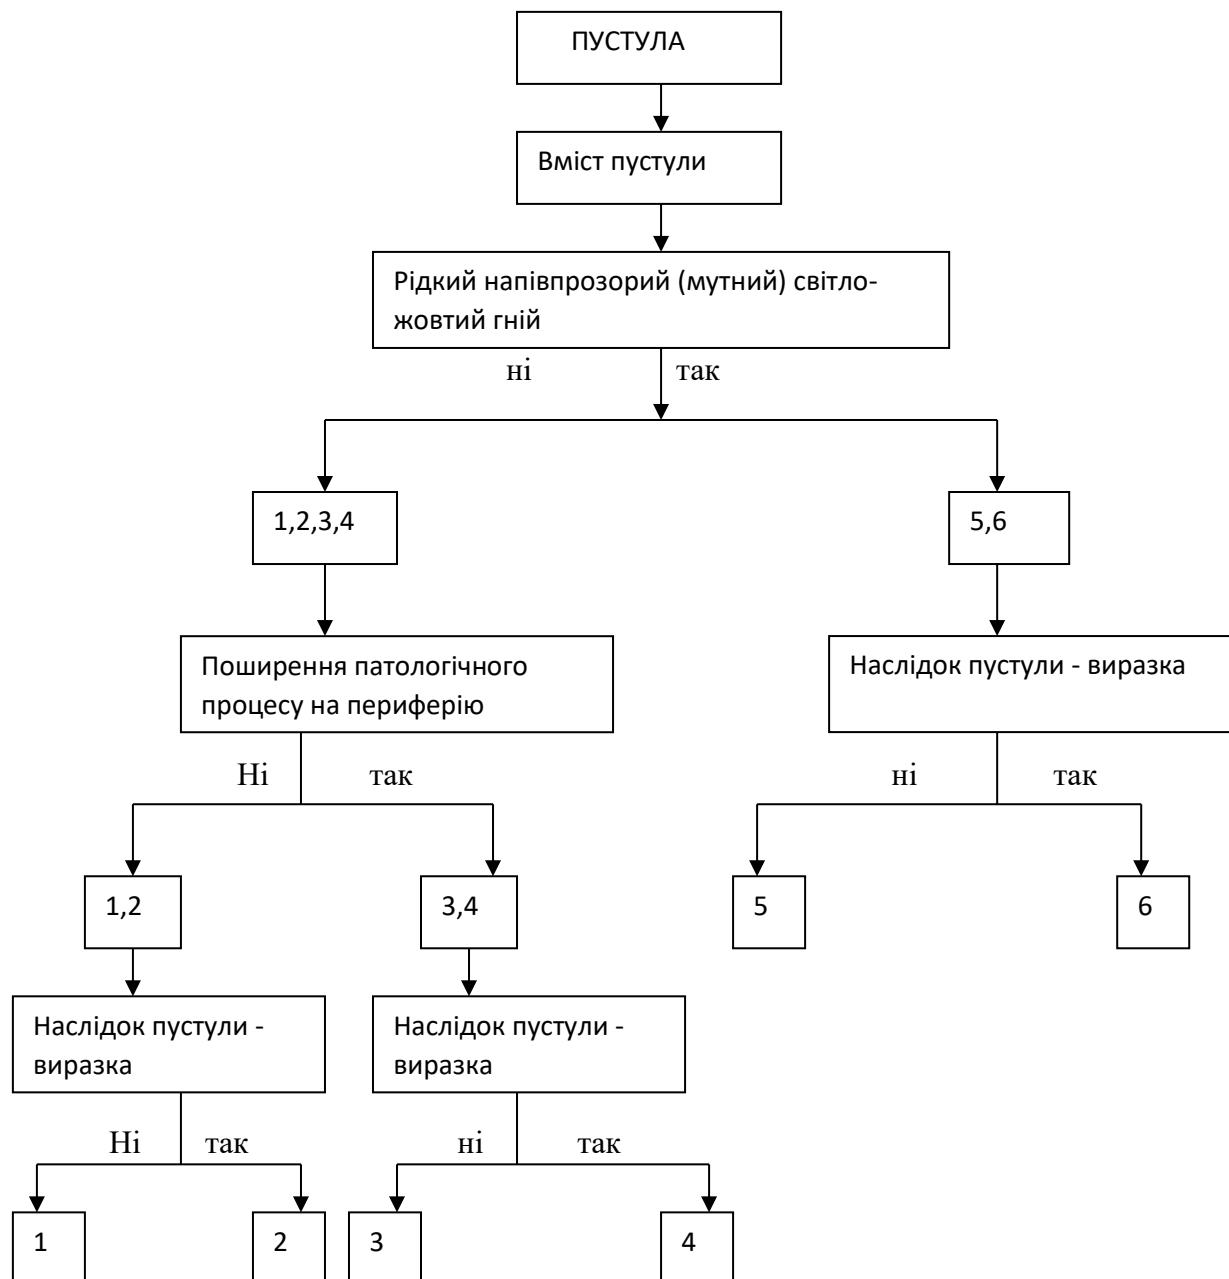 ПУСТУЛА
Вміст пустули
Рідкий напівпрозорий (мутний) світло-
жовтий гній
ні так
1,2,3,4 5,6
Поширення патологічного
процесу на периферію
Наслідок пустули - виразка
Ні так
ні так
1,2 3,4 5 6
Наслідок пустули -
виразка
Наслідок пустули -
виразка
Ні так
ні так
1 2 3 4